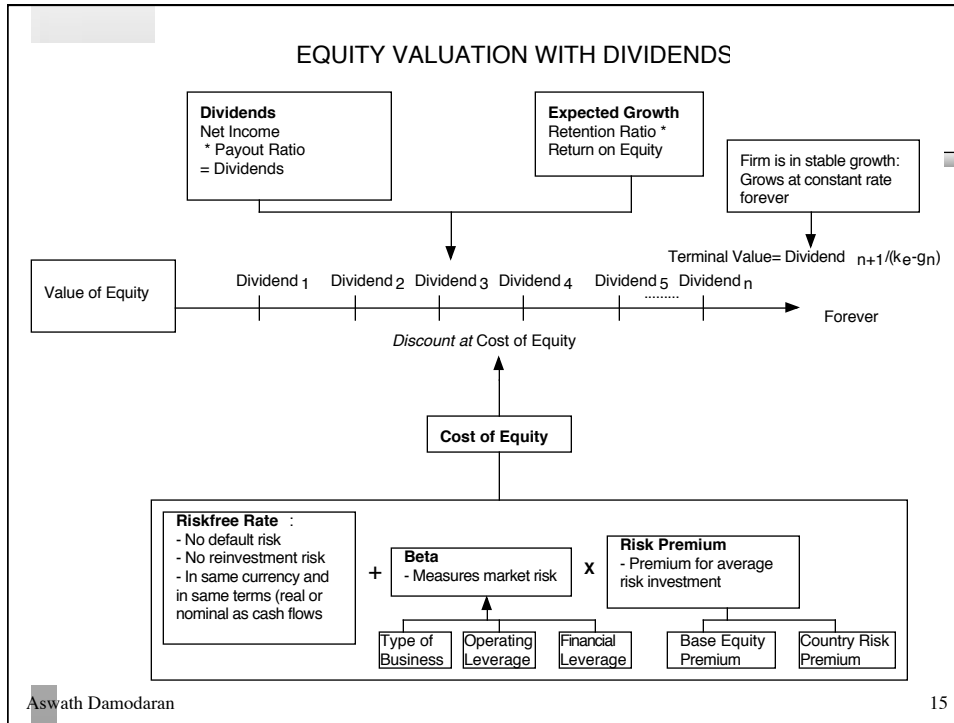 EQUITY VALUATION WITH DIVIDENDS
Dividends
Net Income
* Payout Ratio
= Dividends
Expected Growth
Retention Ratio *
Return on Equity
Firm is in stable growth:
Grows at constant rate
forever
Terminal Value= Dividend n+1/(ke-gn)
Value of Equity
Dividend 1
Dividend 2
Dividend 3
Dividend 4
Dividend 5
.........
Dividend n
Forever
Discount at Cost of Equity
Cost of Equity
Riskfree Rate :
- No default risk
- No reinvestment risk
- In same currency and
in same terms (real or
nominal as cash flows
+
Beta
- Measures market risk
X
Risk Premium
- Premium for average
risk investment
Type of
Business
Operating
Leverage
Financial
Leverage
Base Equity
Premium
Country Risk
Premium
Aswath Damodaran
15